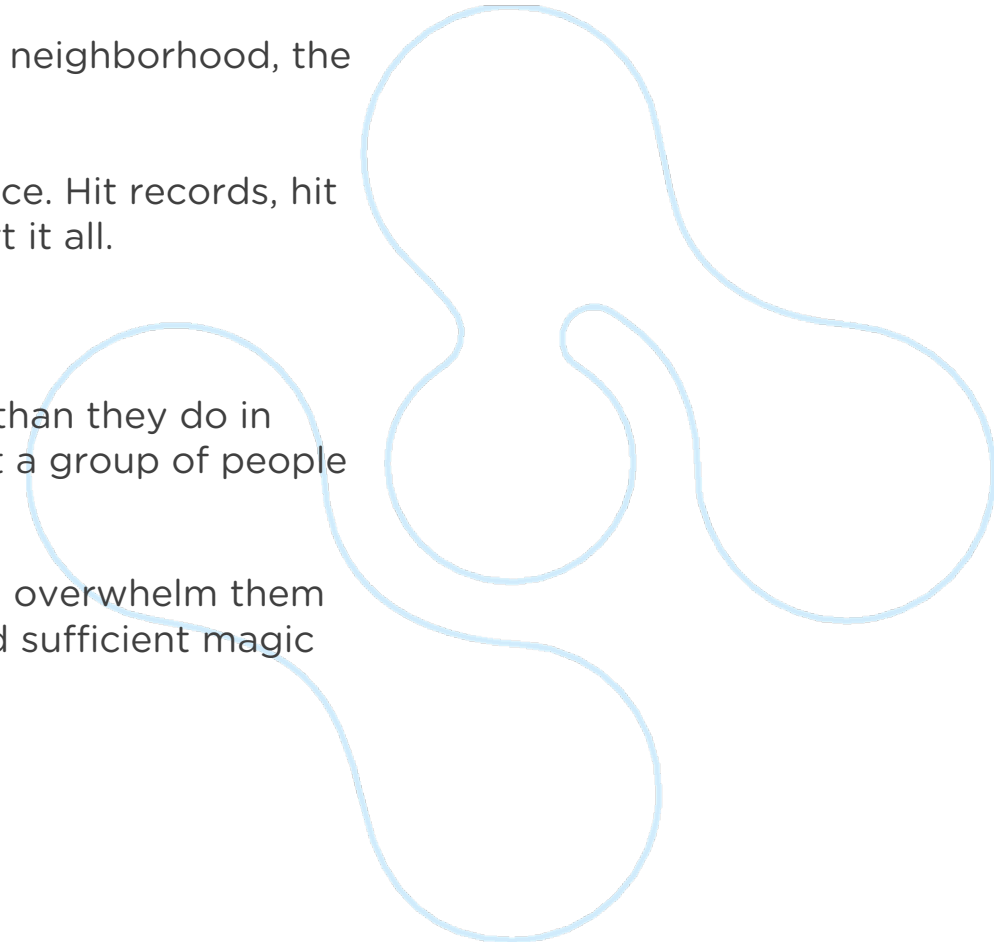 neighborhood, the
ce. Hit records, hit
t it all.
than they do in
t a group of people
overwhelm them
d sufficient magic